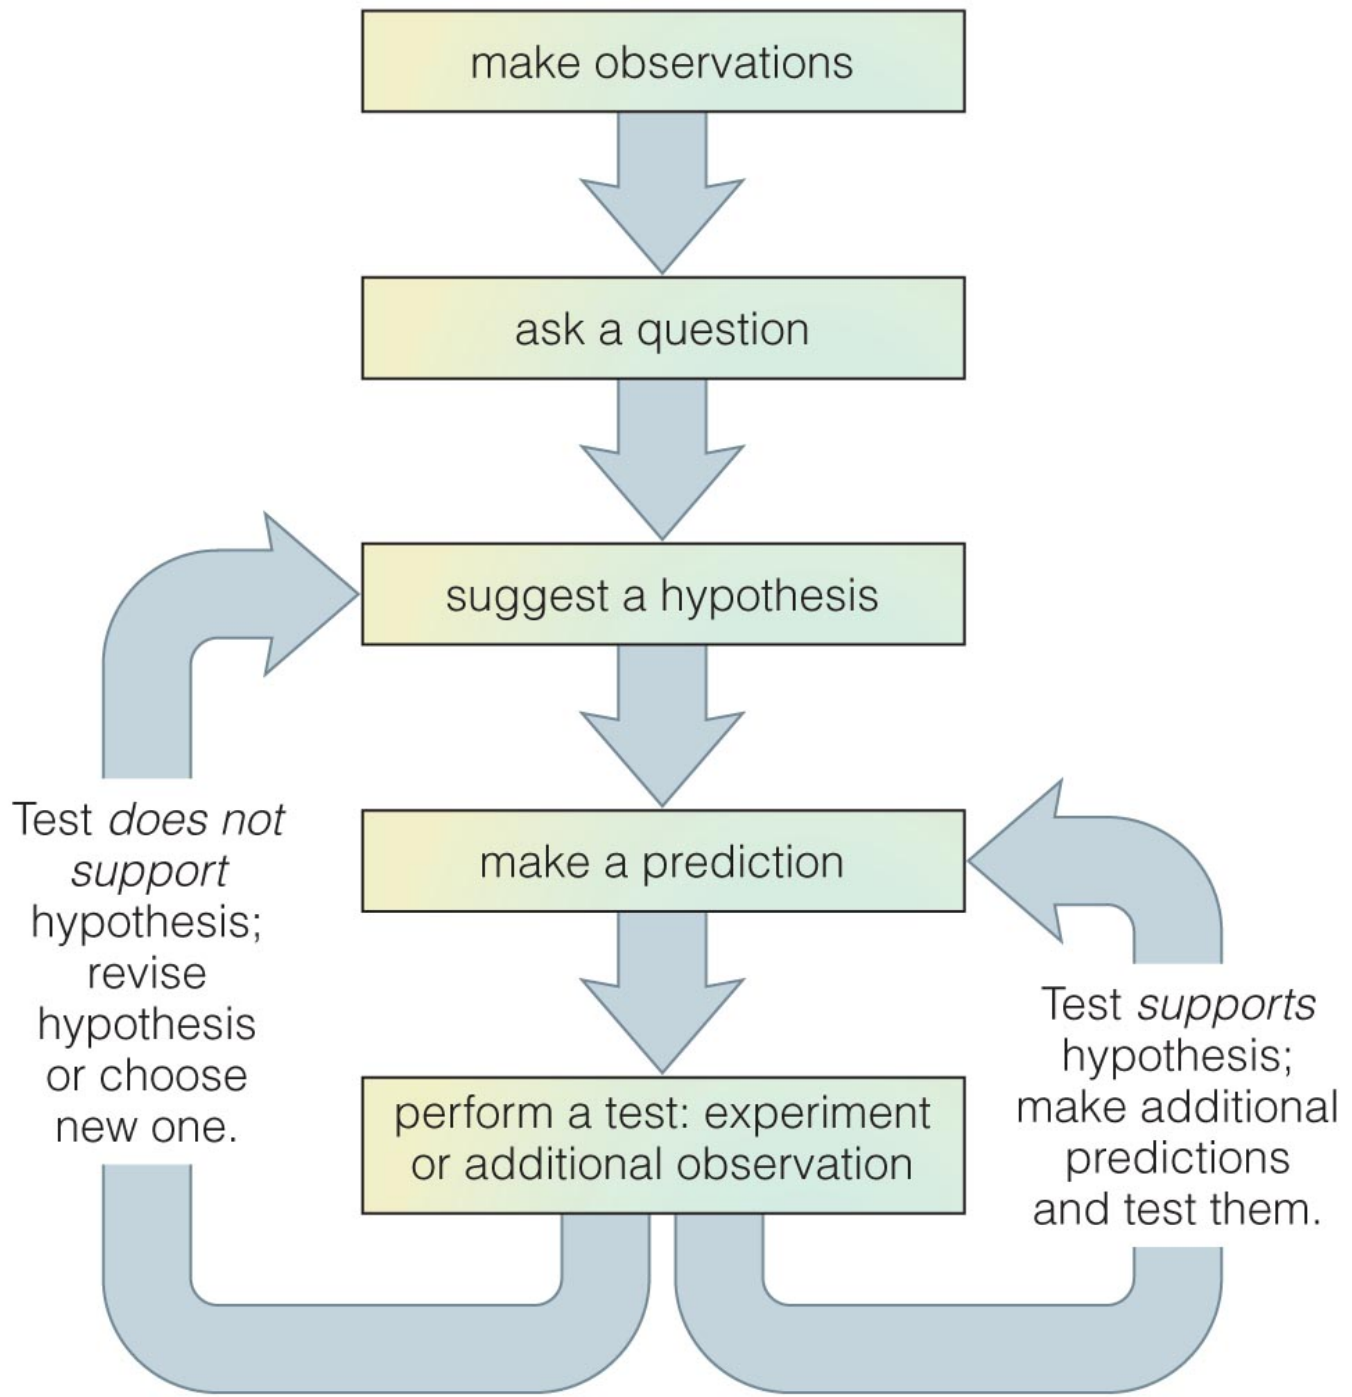 make observations
ask a question
suggest a hypothesis
make a prediction
perform a test: experiment
or additional observation
Test does not
support
hypothesis;
revise
hypothesis
or choose
new one.
Test supports
hypothesis;
make additional
predictions
and test them.